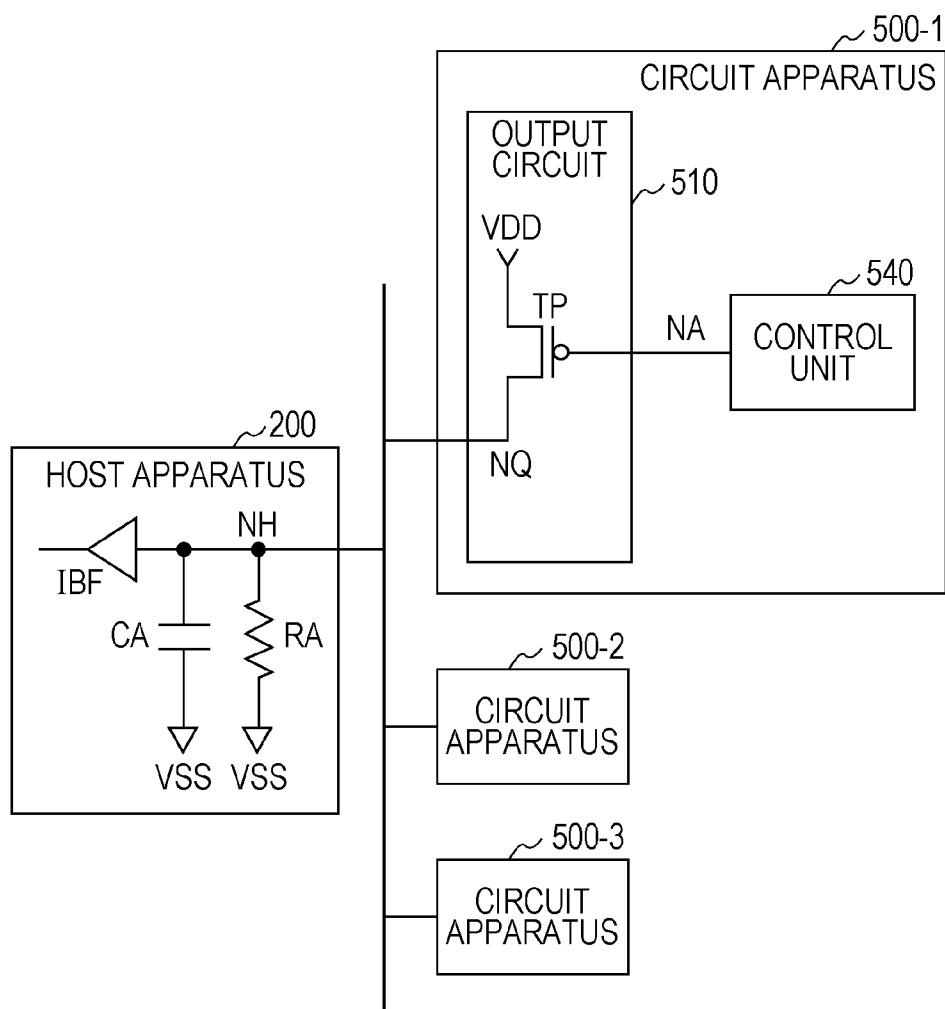 500-1
CIRCUIT APPARATUS
OUTPUT
CIRCUIT
510
VDD
TP
NA
540
CONTROL
UNIT
NQ
200
HOST APPARATUS
NH
IBF
CA
RA
VSS
VSS
500-2
CIRCUIT
APPARATUS
500-3
CIRCUIT
APPARATUS